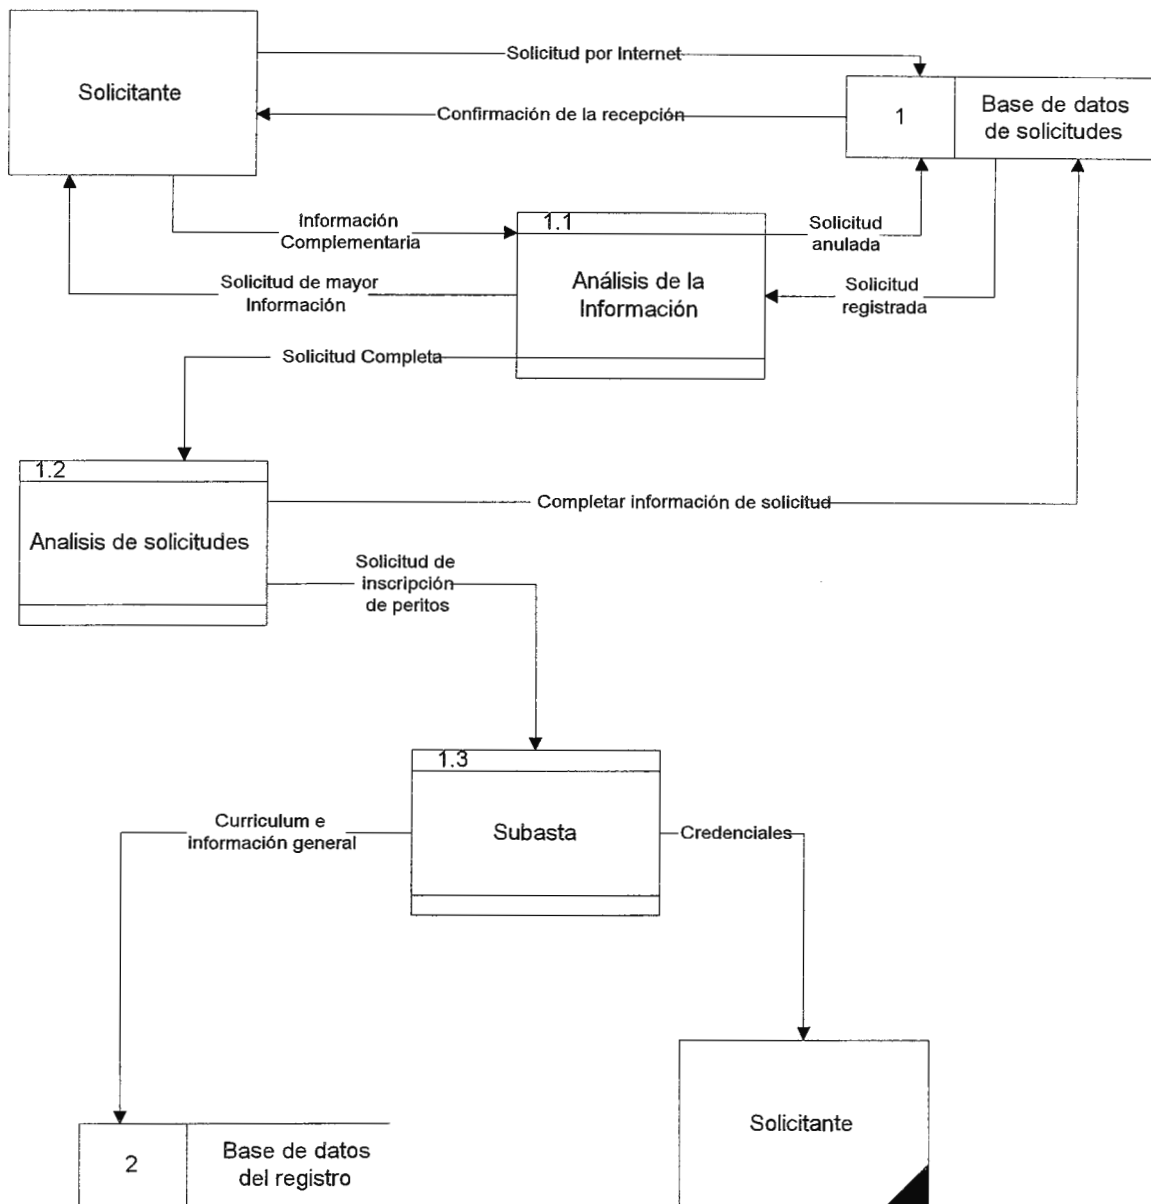 Solicitud por Internet
Solicitante
1
Base de datos
de solicitudes
Confirmación de la recepción
Información
Complementaria
1.1
Análisis de la
Información
Solicitud
anulada
Solicitud de mayor
Información
Solicitud
registrada
Solicitud Completa
1.2
Analisis de solicitudes
Completar información de solicitud
Solicitud de
inscripción
de peritos
1.3
Subasta
Curriculum e
información general
Credenciales
Solicitante
2
Base de datos
del registro